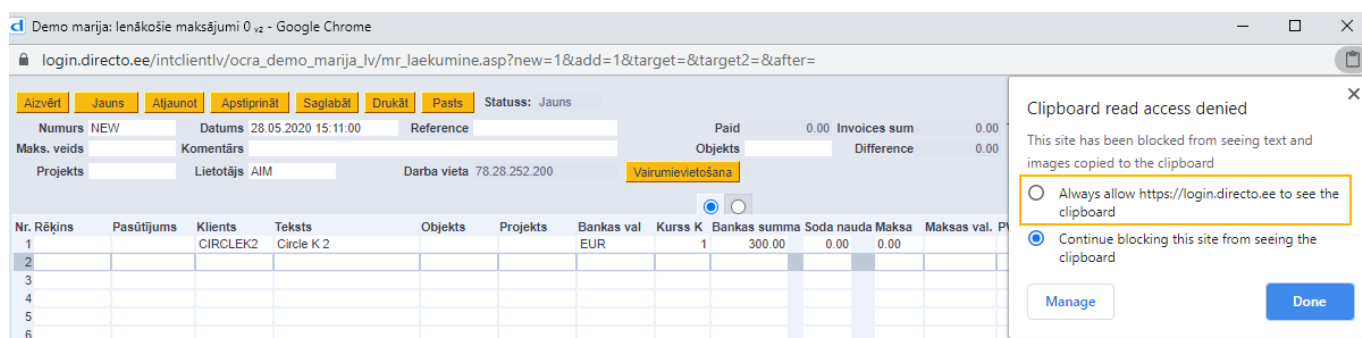 Demo marija: Ienākošie maksājumi 0 v2 - Google Chrome
login.directo.ee/intclientlv/ocra_demo_marija_lv/mr_laekumine.asp?new=1&add=1&target=&target2=&after=
Aizvērt Jauns Atjaunot Apstiprināt Saglabāt Drukāt Pasts Statuss: Jauns
Numurs NEW Datums 28.05.2020 15:11:00 Reference Paid 0.00 Invoices sum 0.00
Maks. veids Komentārs Objekts Difference 0.00
Projekts Lietotājs AIM Darba vieta 78.28.252.200 Vairumievietošana
Nr. Rēķins Pasūtījums Klients Teksts Objekts Projekts Bankas val Kurss K Bankas summa Soda nauda Maksa Maksas val.
1 CIRCLEK2 Circle K 2 EUR 1 300.00 0.00 0.00
2
3
4
5
6
Clipboard read access denied
This site has been blocked from seeing text and
images copied to the clipboard
Always allow https://login.directo.ee to see the
clipboard
Continue blocking this site from seeing the
clipboard
Manage Done